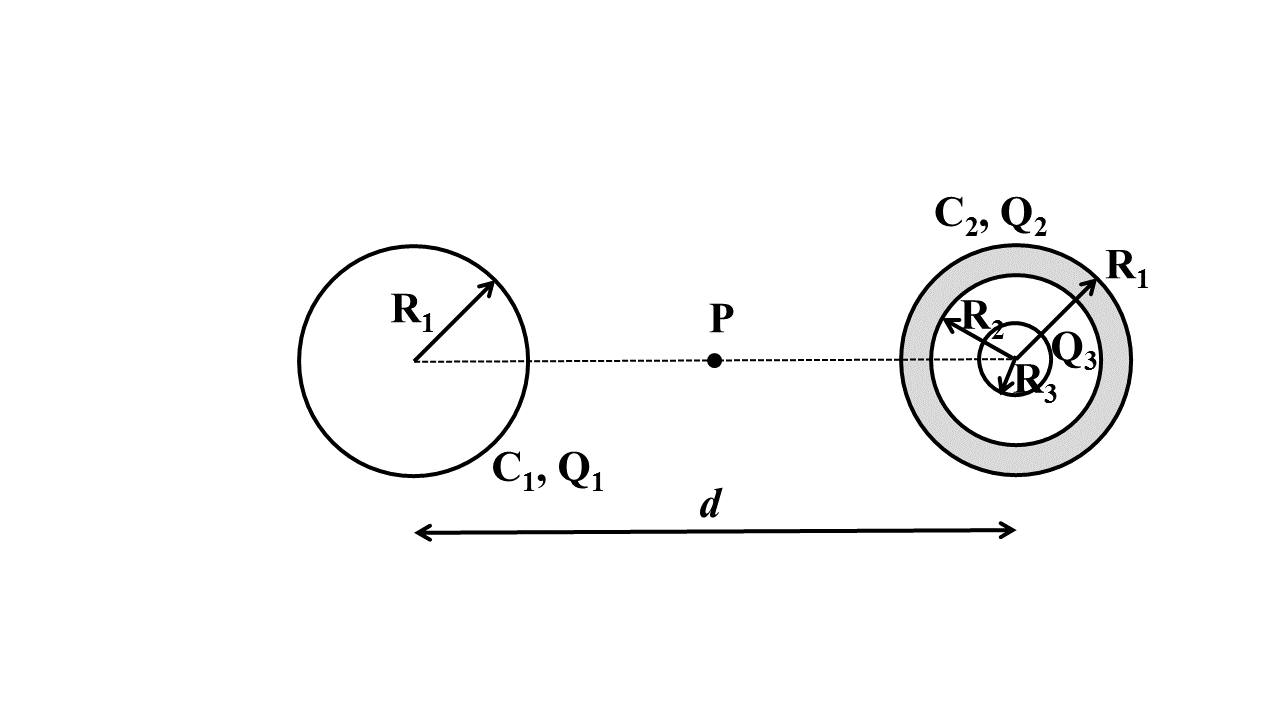 C₂, Q₂
R₁
R₁
P
R₂
Q₃
R₃
C₁, Q₁
d